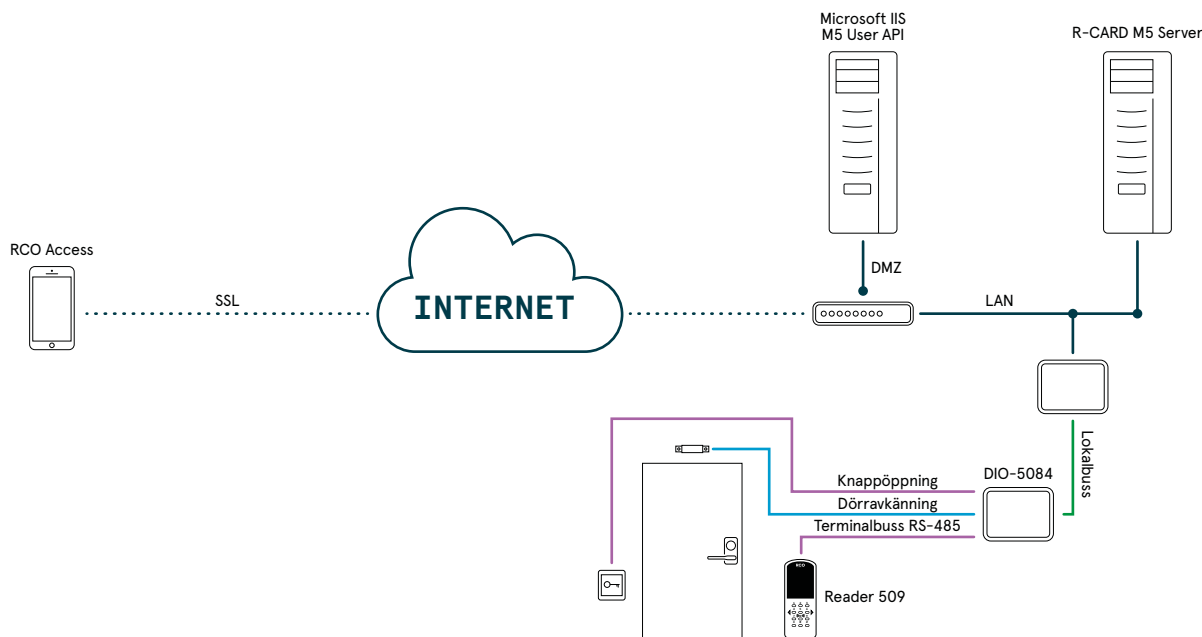 Microsoft IIS
M5 User API
R-CARD M5 Server
RCO Access
DMZ
SSL
INTERNET
LAN
Lokalbuss
DIO-5084
Knappöppning
Dörravkänning
Terminalbuss RS-485
RCO
Reader 509